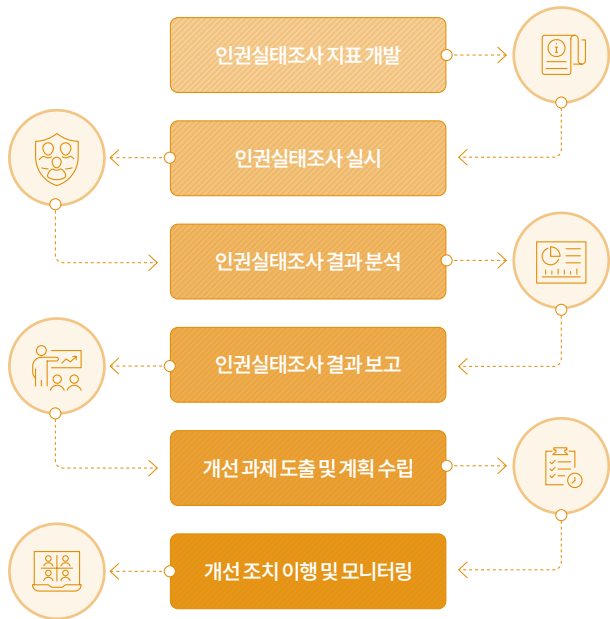 인권실태조사 지표 개발
인권실태조사 실시
인권실태조사 결과 분석
인권실태조사 결과 보고
개선 과제 도출 및 계획 수립
개선 조치 이행 및 모니터링